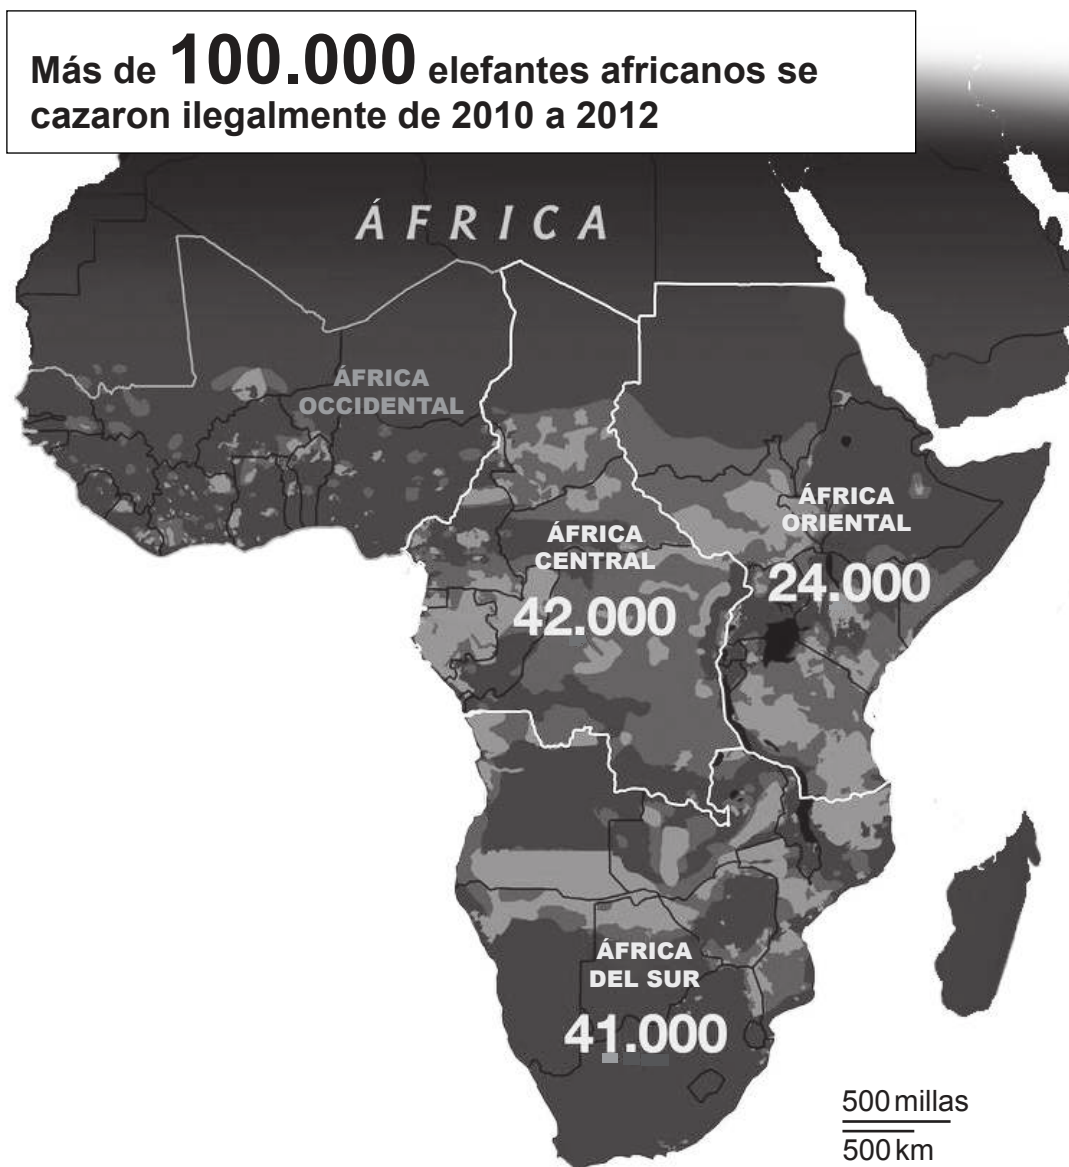 Más de 100.000 elefantes africanos se
cazaron ilegalmente de 2010 a 2012
ÁFRICA
ÁFRICA
OCCIDENTAL
ÁFRICA
CENTRAL
42.000
ÁFRICA
ORIENTAL
24.000
ÁFRICA
DEL SUR
41.000
500 millas
500 km